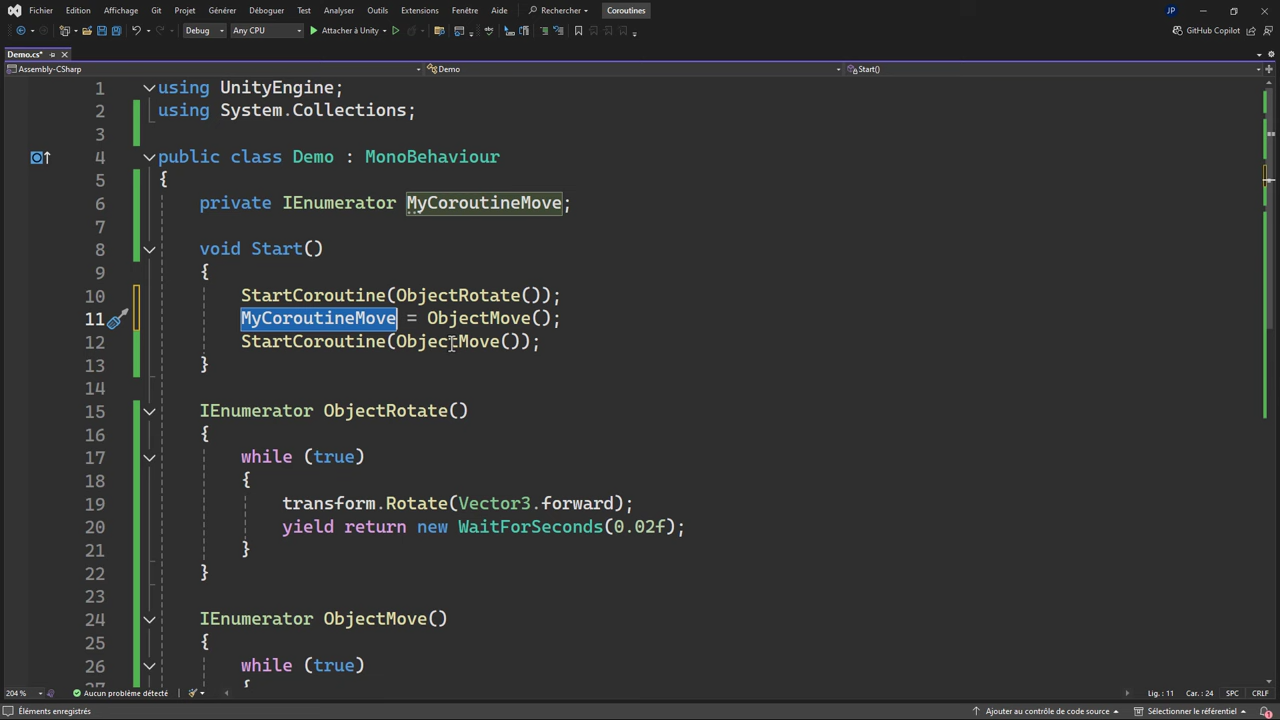 Fichier Edition Affichage Git Projet Générer Déboguer Test Analyser Outils Extensions Fenêtre Aide Rechercher Coroutines JP
Debug Any CPU Attacher à Unity GitHub Copilot
Demo.cs*
Assembly-CSharp Demo Start()
1 using UnityEngine;
2 using System.Collections;
3
4 public class Demo : MonoBehaviour
5 {
6 private IEnumerator MyCoroutineMove;
7
8 void Start()
9 {
10 StartCoroutine(ObjectRotate());
11 MyCoroutineMove = ObjectMove();
12 StartCoroutine(ObjectMove());
13 }
14
15 IEnumerator ObjectRotate()
16 {
17 while (true)
18 {
19 transform.Rotate(Vector3.forward);
20 yield return new WaitForSeconds(0.02f);
21 }
22 }
23
24 IEnumerator ObjectMove()
25 {
26 while (true)
27 {
204 % Aucun problème détecté Lig. : 11 Car. : 24 SPC CRLF
Éléments enregistrés Ajouter au contrôle de code source Sélectionner le référentiel